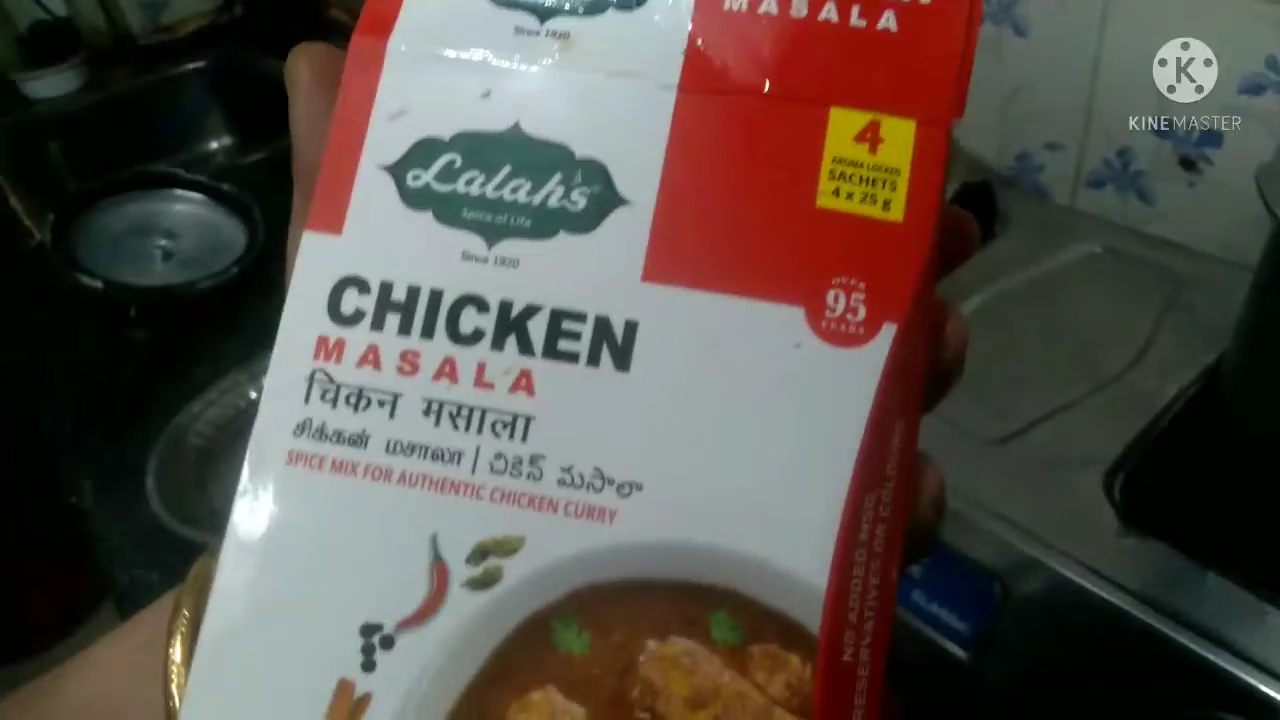 Since 1920
MASALA
KINEMASTER
4
AROMA LOCKED
SACHETS
4 x 25 g
Lalah's
Spice of Life
Since 1920
OVER
95
YEARS
CHICKEN
MASALA
चिकन मसाला
சிக்கன் மசாலா | చికెన్ మసాలా
SPICE MIX FOR AUTHENTIC CHICKEN CURRY
NO ADDED MSG,
PRESERVATIVES OR COLOURS